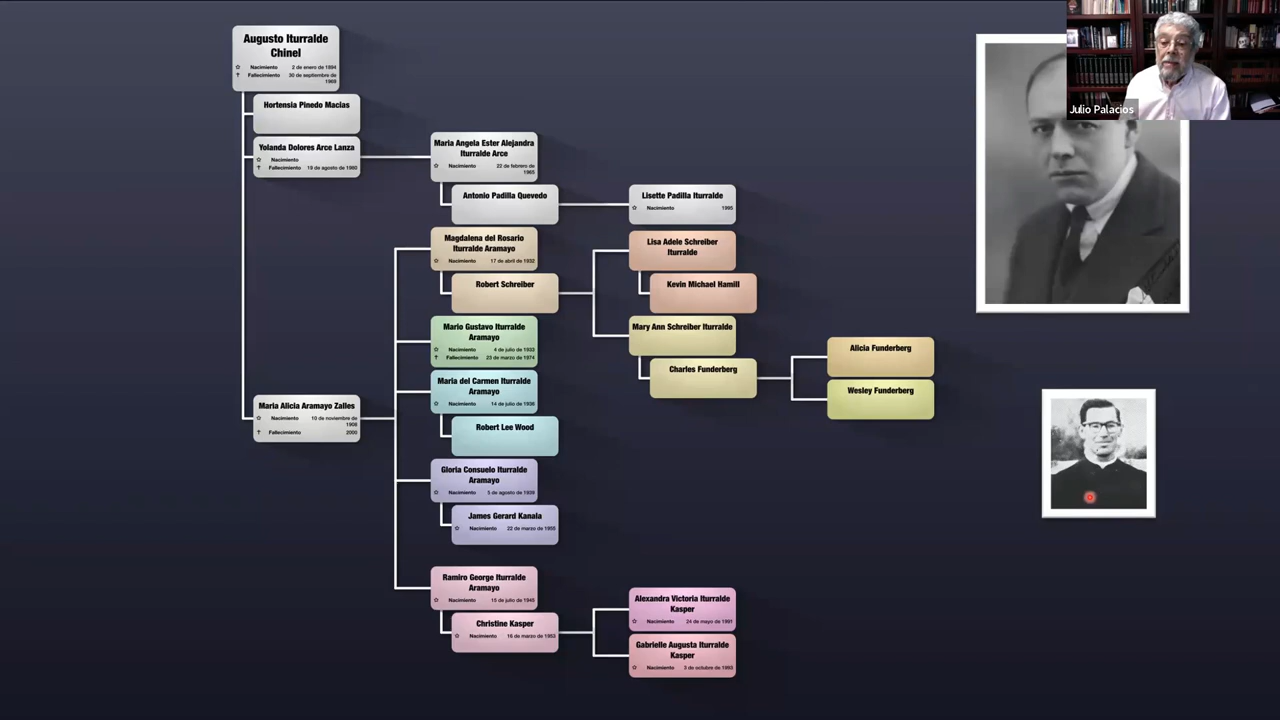 Augusto Iturralde
Chinel
Nacimiento 2 de enero de 1894
Fallecimiento 30 de septiembre de
1969
Hortensia Pinedo Macias
Yolanda Dolores Arce Lanza
Nacimiento
Fallecimiento 19 de agosto de 1980
Maria Angela Ester Alejandra
Iturralde Arce
Nacimiento 22 de febrero de
1965
Antonio Padilla Quevedo
Lisette Padilla Iturralde
Nacimiento 1995
Magdalena del Rosario
Iturralde Aramayo
Nacimiento 17 de abril de 1932
Robert Schreiber
Lisa Adele Schreiber
Iturralde
Kevin Michael Hamill
Mary Ann Schreiber Iturralde
Charles Funderberg
Alicia Funderberg
Wesley Funderberg
Mario Gustavo Iturralde
Aramayo
Nacimiento 4 de julio de 1933
Fallecimiento 23 de marzo de 1974
Maria del Carmen Iturralde
Aramayo
Nacimiento 14 de julio de 1936
Robert Lee Wood
Maria Alicia Aramayo Zalles
Nacimiento 10 de noviembre de
1908
Fallecimiento 2000
Gloria Consuelo Iturralde
Aramayo
Nacimiento 5 de agosto de 1939
James Gerard Kanala
Nacimiento 22 de marzo de 1955
Ramiro George Iturralde
Aramayo
Nacimiento 15 de julio de 1945
Christine Kasper
Nacimiento 16 de marzo de 1953
Alexandra Victoria Iturralde
Kasper
Nacimiento 24 de mayo de 1991
Gabrielle Augusta Iturralde
Kasper
Nacimiento 3 de octubre de 1993
Julio Palacios